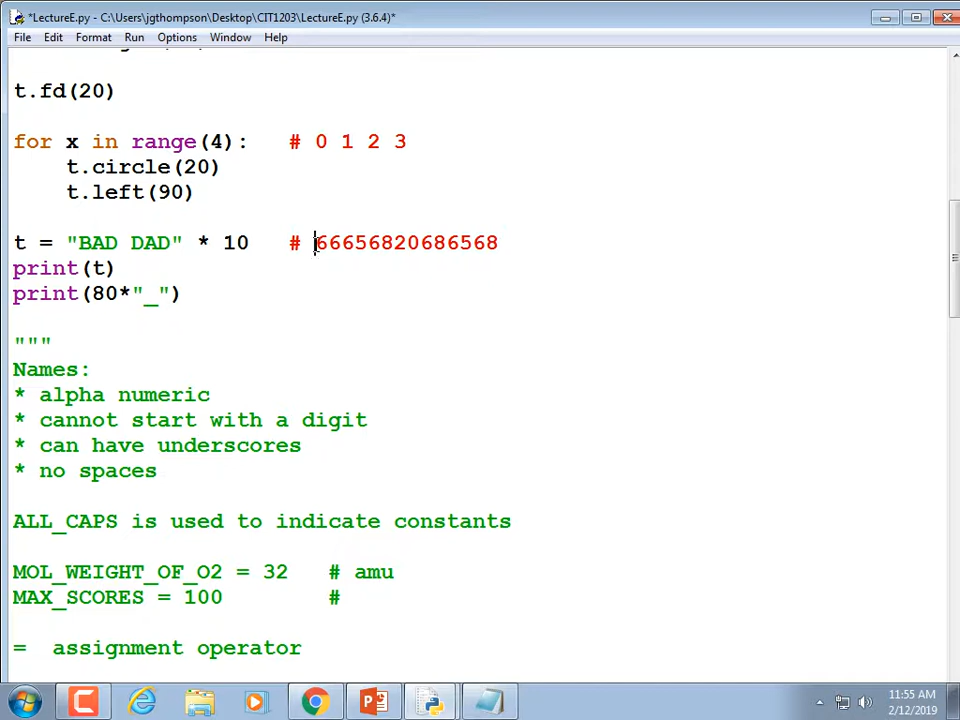 *LectureE.py - C:\Users\jgthompson\Desktop\CIT1203\LectureE.py (3.6.4)*
File Edit Format Run Options Window Help
t.fd(20)
for x in range(4): # 0 1 2 3
t.circle(20)
t.left(90)
t = "BAD DAD" * 10 # 66656820686568
print(t)
print(80*"_")
"""
Names:
* alpha numeric
* cannot start with a digit
* can have underscores
* no spaces
ALL_CAPS is used to indicate constants
MOL_WEIGHT_OF_O2 = 32 # amu
MAX_SCORES = 100 #
= assignment operator
11:55 AM
2/12/2019